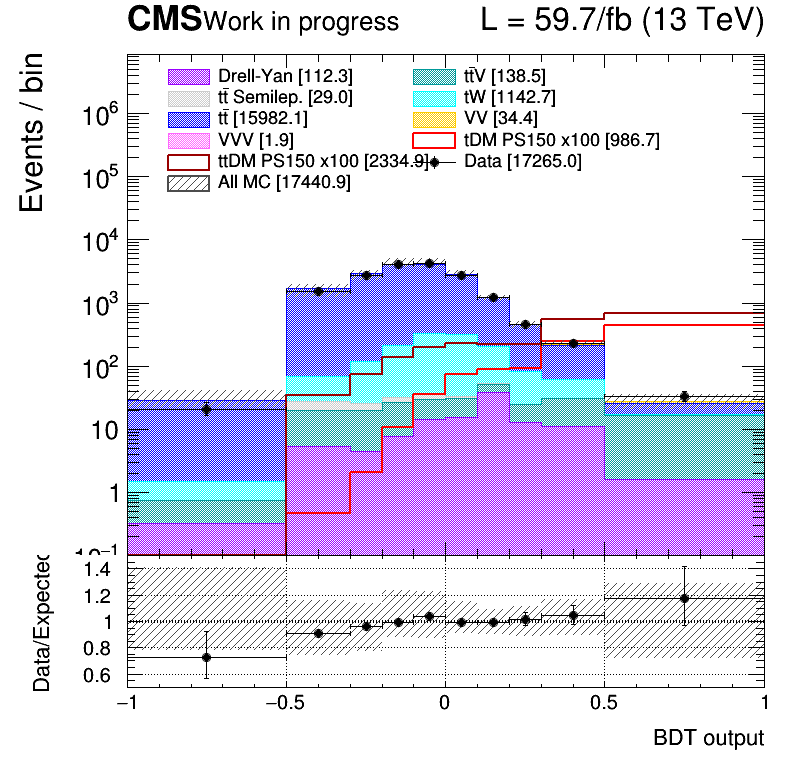 CMS Work in progress L = 59.7/fb (13 TeV)
Events / bin
Drell-Yan [112.3] tt̄V [138.5]
tt̄ Semilep. [29.0] tW [1142.7]
tt̄ [15982.1] VV [34.4]
VVV [1.9] tDM PS150 x100 [986.7]
ttDM PS150 x100 [2334.9] Data [17265.0]
All MC [17440.9]
10⁶
10⁵
10⁴
10³
10²
10
1
10⁻¹
Data/Expected
1.4
1.2
1
0.8
0.6
−1 −0.5 0 0.5 1
BDT output